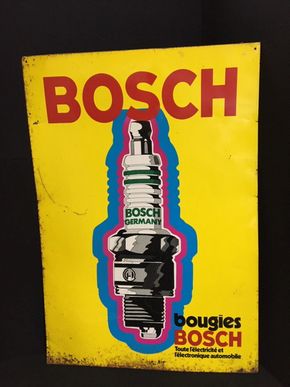 BOSCH
BOSCH
GERMANY
bougies
BOSCH
Toute l'électricité et
l'électronique automobile